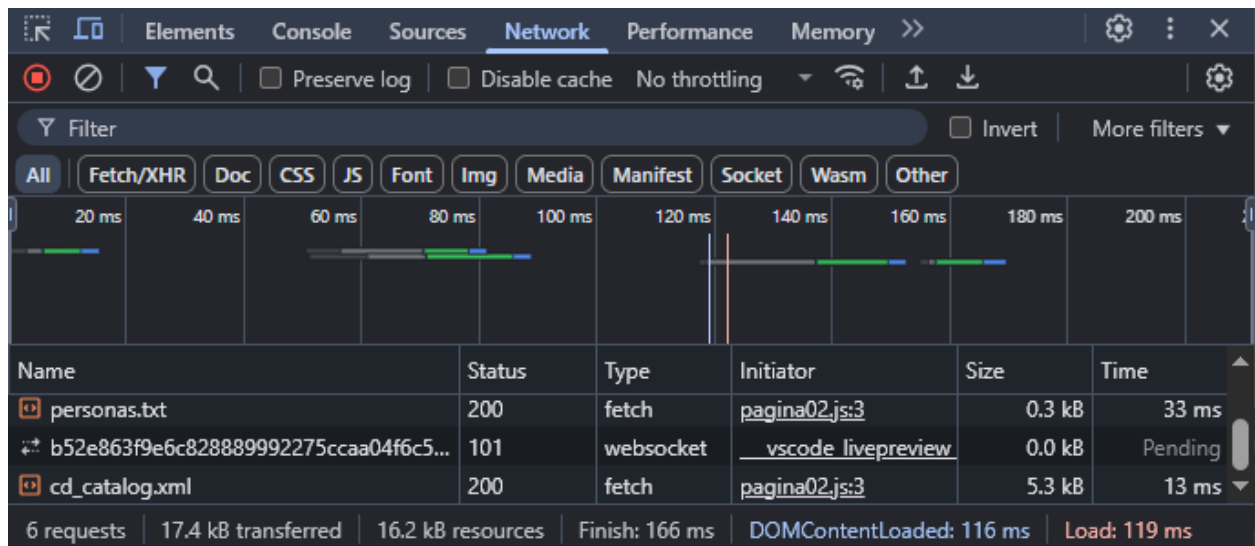 Elements Console Sources Network Performance Memory
Preserve log Disable cache No throttling
Filter Invert More filters
All Fetch/XHR Doc CSS JS Font Img Media Manifest Socket Wasm Other
20 ms 40 ms 60 ms 80 ms 100 ms 120 ms 140 ms 160 ms 180 ms 200 ms
Name Status Type Initiator Size Time
personas.txt 200 fetch pagina02.js:3 0.3 kB 33 ms
b52e863f9e6c828889992275ccaa04f6c5... 101 websocket __vscode_livepreview_ 0.0 kB Pending
cd_catalog.xml 200 fetch pagina02.js:3 5.3 kB 13 ms
6 requests 17.4 kB transferred 16.2 kB resources Finish: 166 ms DOMContentLoaded: 116 ms Load: 119 ms